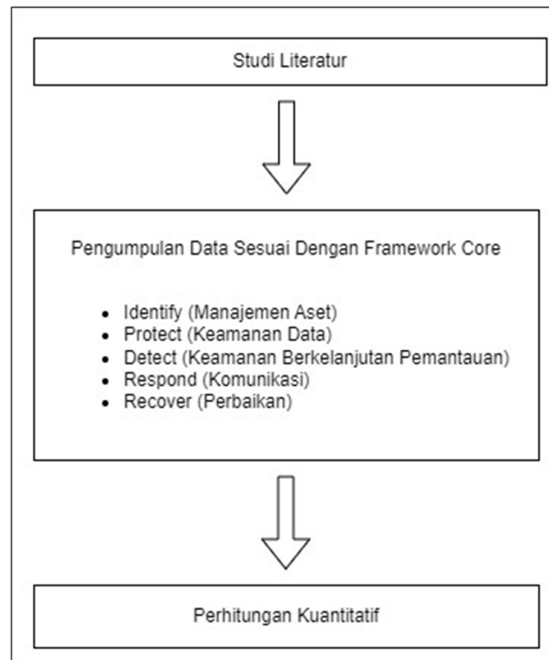 Studi Literatur
Pengumpulan Data Sesuai Dengan Framework Core
• Identify (Manajemen Aset)
• Protect (Keamanan Data)
• Detect (Keamanan Berkelanjutan Pemantauan)
• Respond (Komunikasi)
• Recover (Perbaikan)
Perhitungan Kuantitatif